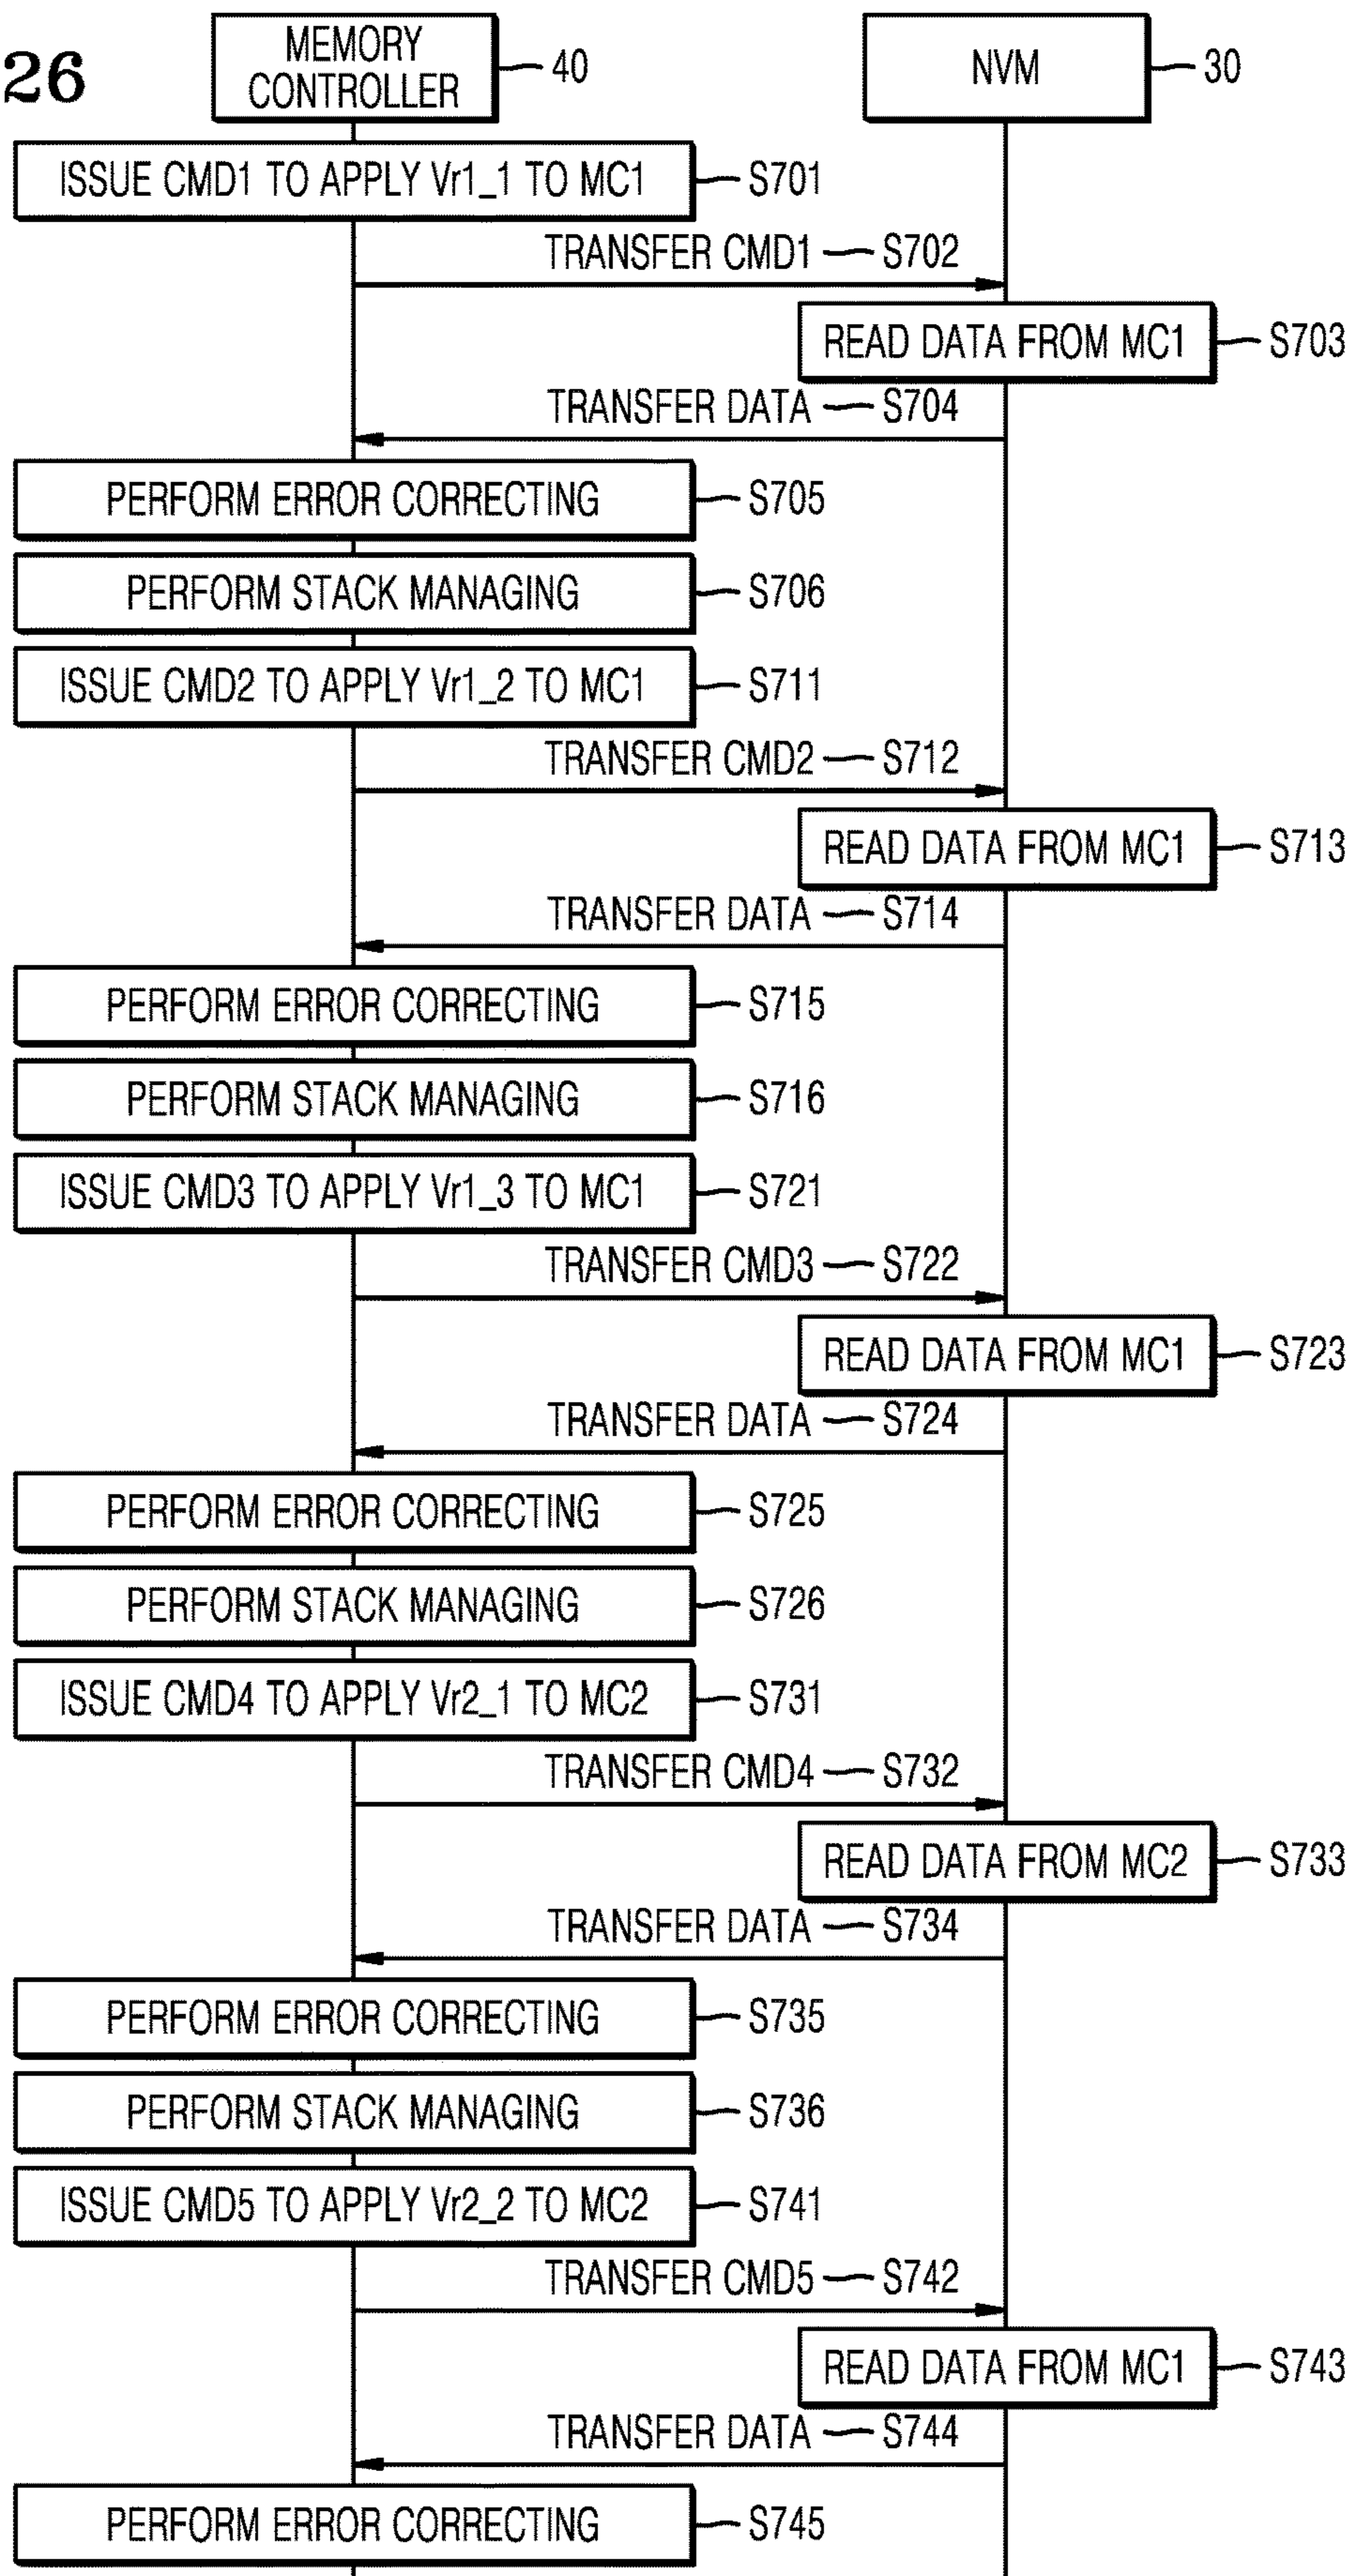 26
MEMORY
CONTROLLER
40
NVM
30
ISSUE CMD1 TO APPLY Vr1_1 TO MC1
S701
TRANSFER CMD1
S702
READ DATA FROM MC1
S703
TRANSFER DATA
S704
PERFORM ERROR CORRECTING
S705
PERFORM STACK MANAGING
S706
ISSUE CMD2 TO APPLY Vr1_2 TO MC1
S711
TRANSFER CMD2
S712
READ DATA FROM MC1
S713
TRANSFER DATA
S714
PERFORM ERROR CORRECTING
S715
PERFORM STACK MANAGING
S716
ISSUE CMD3 TO APPLY Vr1_3 TO MC1
S721
TRANSFER CMD3
S722
READ DATA FROM MC1
S723
TRANSFER DATA
S724
PERFORM ERROR CORRECTING
S725
PERFORM STACK MANAGING
S726
ISSUE CMD4 TO APPLY Vr2_1 TO MC2
S731
TRANSFER CMD4
S732
READ DATA FROM MC2
S733
TRANSFER DATA
S734
PERFORM ERROR CORRECTING
S735
PERFORM STACK MANAGING
S736
ISSUE CMD5 TO APPLY Vr2_2 TO MC2
S741
TRANSFER CMD5
S742
READ DATA FROM MC1
S743
TRANSFER DATA
S744
PERFORM ERROR CORRECTING
S745